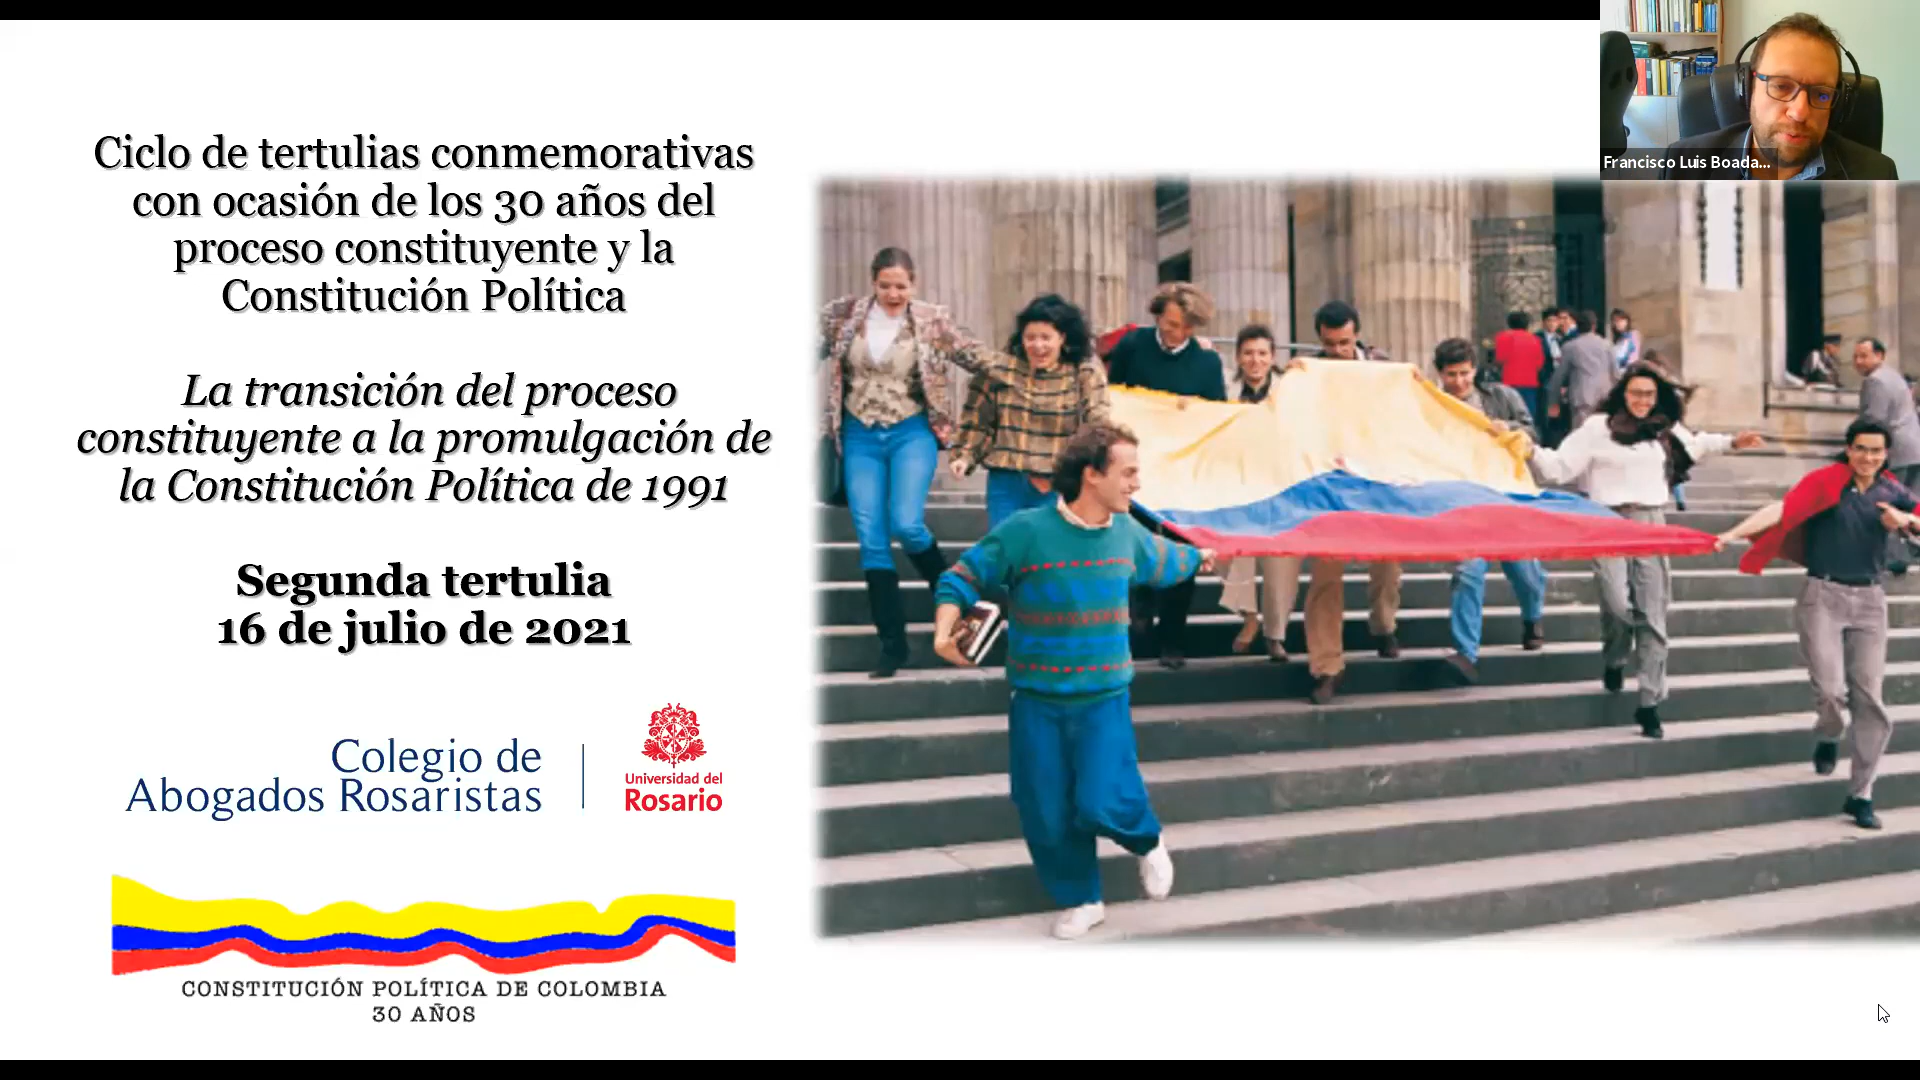 Ciclo de tertulias conmemorativas
con ocasión de los 30 años del
proceso constituyente y la
Constitución Política
La transición del proceso
constituyente a la promulgación de
la Constitución Política de 1991
Segunda tertulia
16 de julio de 2021
Colegio de
Abogados Rosaristas
Universidad del
Rosario
CONSTITUCIÓN POLÍTICA DE COLOMBIA
30 AÑOS
Francisco Luis Boada...